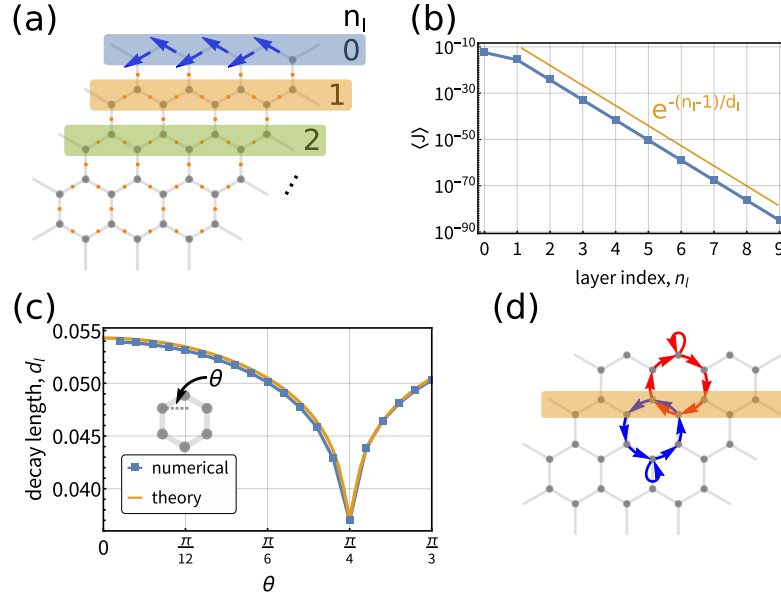 (a)
n_l
0
1
2
⋱
(b)
⟨J⟩
10^-10
10^-30
10^-50
10^-70
10^-90
e^-(n_l-1)/d_l
0 1 2 3 4 5 6 7 8 9
layer index, n_l
(c)
decay length, d_l
0.055
0.050
0.045
0.040
θ
numerical
theory
0 π/12 π/6 π/4 π/3
θ
(d)